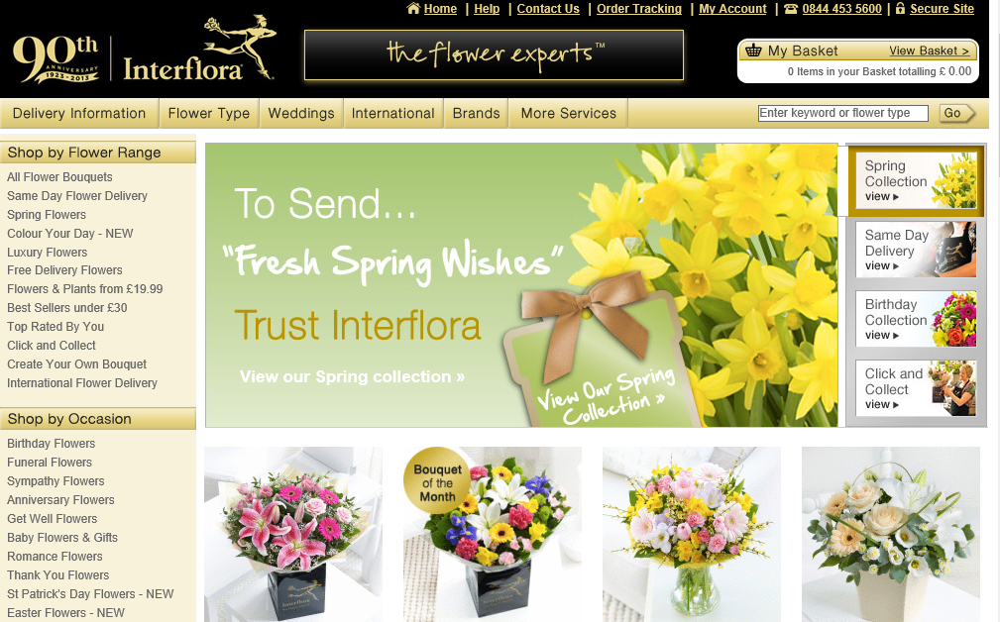 Home | Help | Contact Us | Order Tracking | My Account | 0844 453 5600 | Secure Site
90th
ANNIVERSARY
1923-2013
Interflora
the flower experts™
My Basket
View Basket >
0 Items in your Basket totalling £ 0.00
Delivery Information
Flower Type
Weddings
International
Brands
More Services
Enter keyword or flower type
Go
Shop by Flower Range
All Flower Bouquets
Same Day Flower Delivery
Spring Flowers
Colour Your Day - NEW
Luxury Flowers
Free Delivery Flowers
Flowers & Plants from £19.99
Best Sellers under £30
Top Rated By You
Click and Collect
Create Your Own Bouquet
International Flower Delivery
Shop by Occasion
Birthday Flowers
Funeral Flowers
Sympathy Flowers
Anniversary Flowers
Get Well Flowers
Baby Flowers & Gifts
Romance Flowers
Thank You Flowers
St Patrick's Day Flowers - NEW
Easter Flowers - NEW
To Send...
"Fresh Spring Wishes"
Trust Interflora
View our Spring collection »
View Our Spring
Collection »
Spring
Collection
view ▸
Same Day
Delivery
view ▸
Birthday
Collection
view ▸
Click and
Collect
view ▸
Bouquet
of the
Month
Interflora